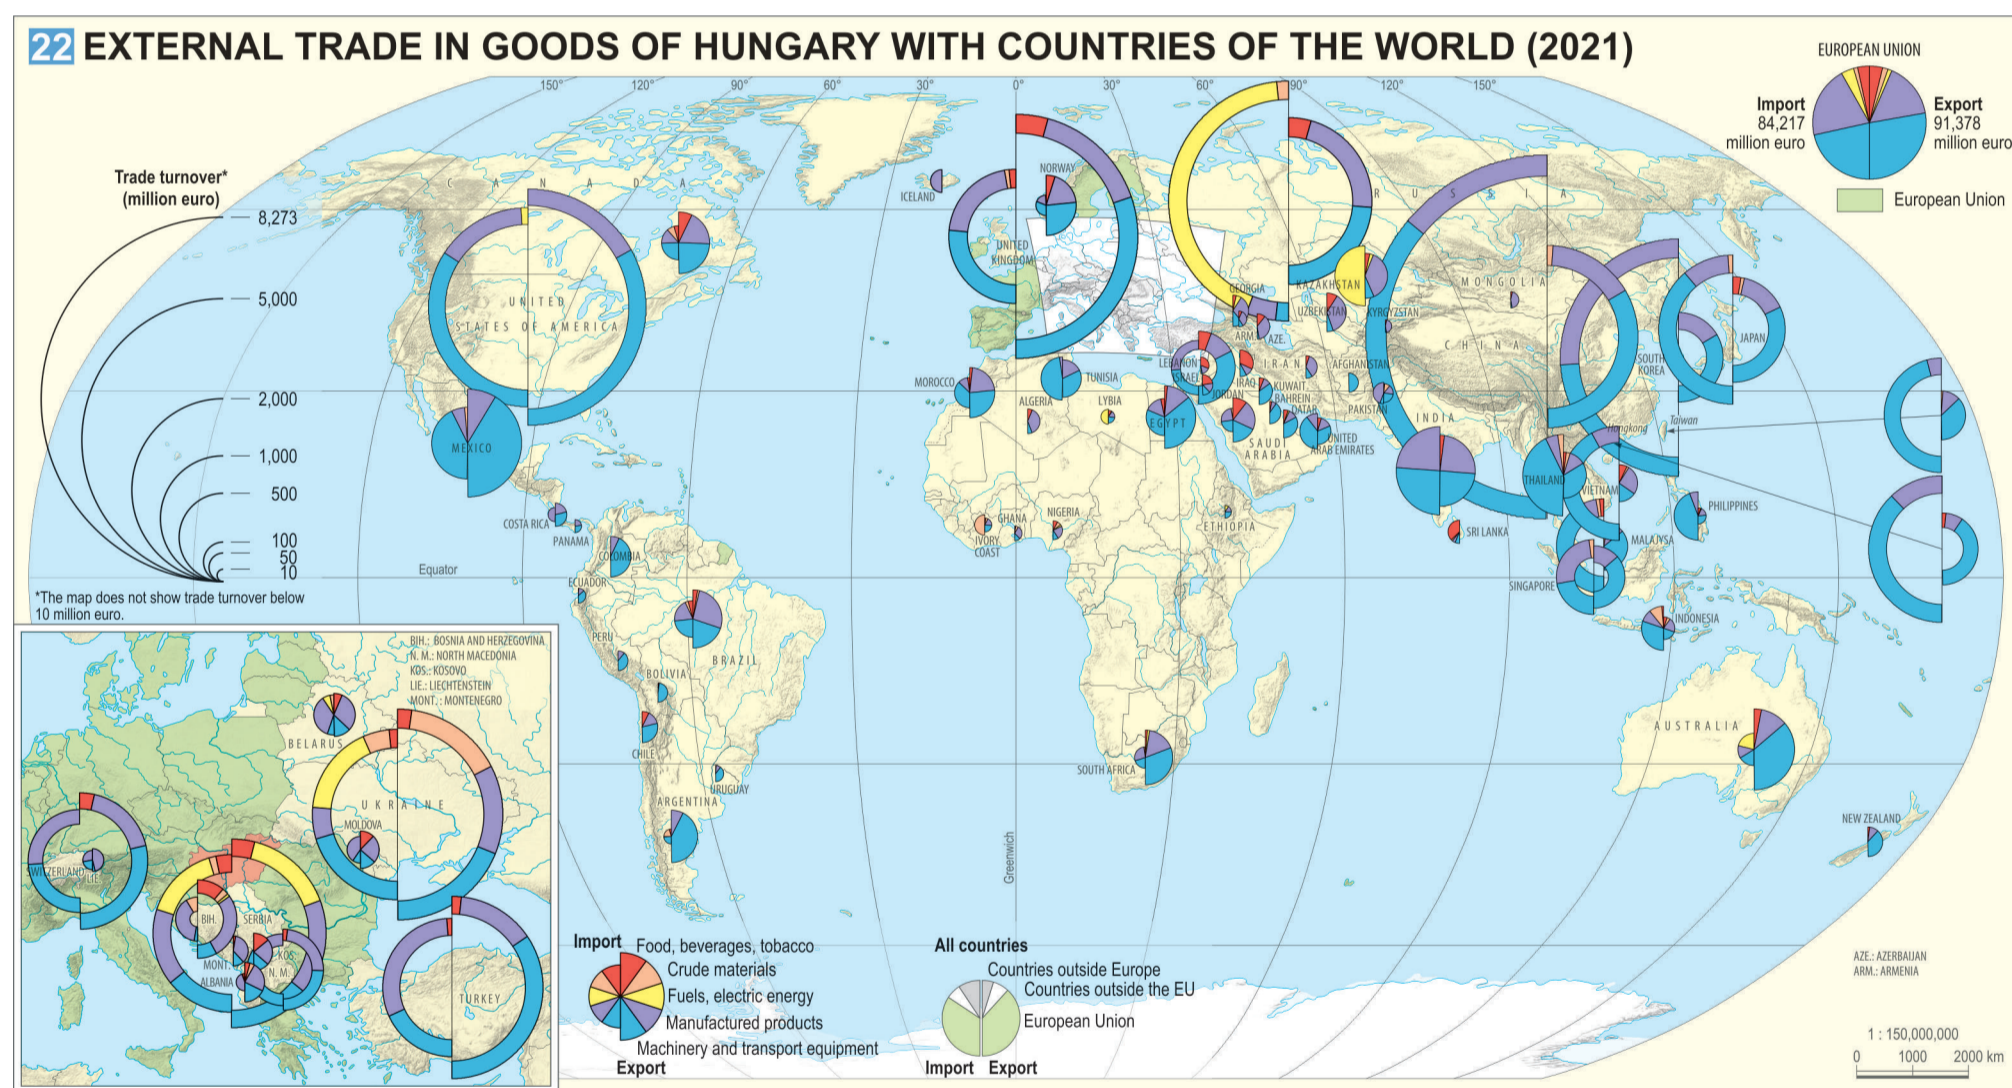 22 EXTERNAL TRADE IN GOODS OF HUNGARY WITH COUNTRIES OF THE WORLD (2021)
EUROPEAN UNION
Import
84,217
million euro
Export
91,378
million euro
European Union
150°
120°
90°
60°
30°
0°
30°
60°
90°
120°
150°
Trade turnover*
(million euro)
8,273
5,000
2,000
1,000
500
100
50
10
*The map does not show trade turnover below
10 million euro.
Equator
Greenwich
CANADA
UNITED
STATES OF AMERICA
MEXICO
COSTA RICA
PANAMA
COLOMBIA
ECUADOR
PERU
BRAZIL
BOLIVIA
CHILE
URUGUAY
ARGENTINA
ICELAND
NORWAY
UNITED
KINGDOM
RUSSIA
GEORGIA
KAZAKHSTAN
UZBEKISTAN
KYRGYZSTAN
MONGOLIA
ARM.
AZE.
CHINA
SOUTH
KOREA
JAPAN
LEBANON
ISRAEL
JORDAN
IRAQ
IRAN
AFGHANISTAN
KUWAIT
BAHREIN
QATAR
PAKISTAN
INDIA
MOROCCO
TUNISIA
ALGERIA
LYBIA
EGYPT
SAUDI
ARABIA
UNITED
ARAB EMIRATES
Hongkong
Taiwan
THAILAND
VIETNAM
PHILIPPINES
SRI LANKA
MALAJYSA
SINGAPORE
INDONESIA
IVORY
COAST
GHANA
NIGERIA
ETHIOPIA
SOUTH AFRICA
AUSTRALIA
NEW ZEALAND
BIH.: BOSNIA AND HERZEGOVINA
N. M.: NORTH MACEDONIA
KOS.: KOSOVO
LIE.: LIECHTENSTEIN
MONT.: MONTENEGRO
BELARUS
UKRAINE
MOLDOVA
SWITZERLAND
LIE.
BIH.
SERBIA
MONT.
KOS.
ALBANIA
N. M.
TURKEY
Import
Food, beverages, tobacco
Crude materials
Fuels, electric energy
Manufactured products
Machinery and transport equipment
Export
All countries
Countries outside Europe
Countries outside the EU
European Union
Import Export
AZE.: AZERBAIJAN
ARM.: ARMENIA
1 : 150,000,000
0 1000 2000 km